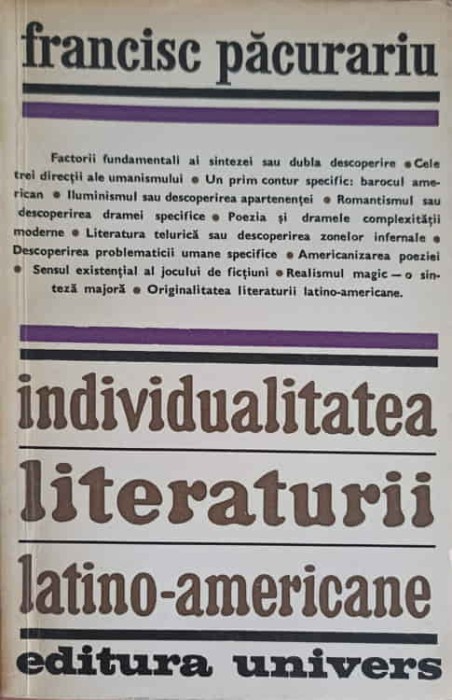 francisc păcurariu
Factorii fundamentali ai sintezei sau dubla descoperire ● Cele
trei direcții ale umanismului ● Un prim contur specific: barocul ame-
rican ● Iluminismul sau descoperirea apartenenței ● Romantismul sau
descoperirea dramei specifice ● Poezia și dramele complexității
moderne ● Literatura telurică sau descoperirea zonelor infernale ●
Descoperirea problematicii umane specifice ● Americanizarea poeziei
● Sensul existențial al jocului de ficțiuni ● Realismul magic — o sin-
teză majoră ● Originalitatea literaturii latino-americane.
individualitatea
literaturii
latino-americane
editura univers